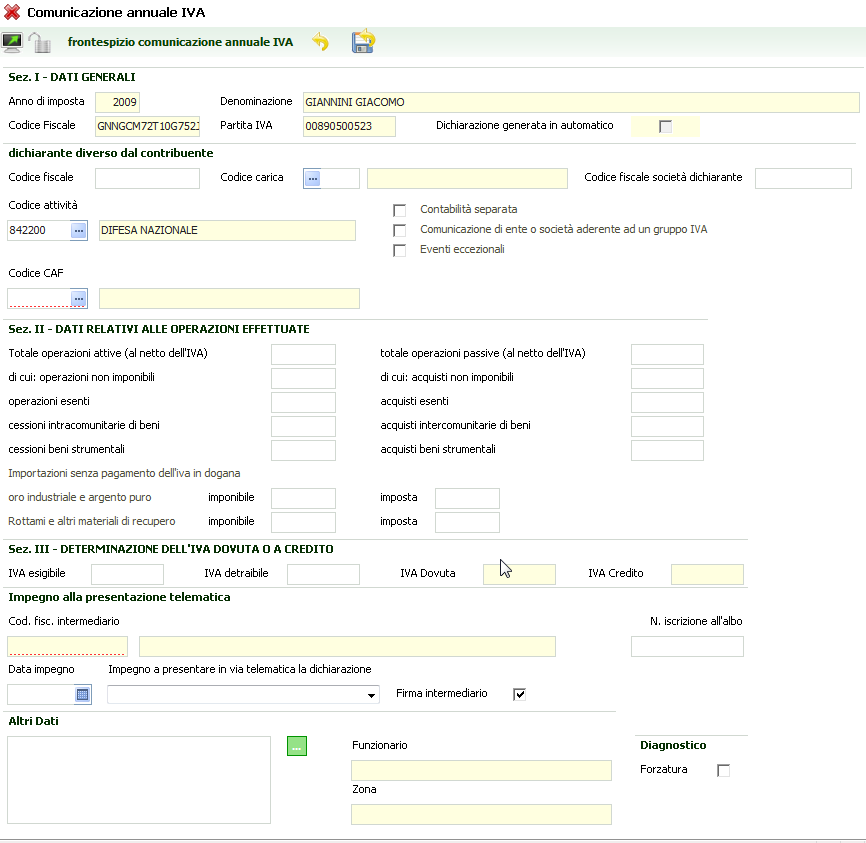 Comunicazione annuale IVA
frontespizio comunicazione annuale IVA
Sez. I - DATI GENERALI
Anno di imposta 2009 Denominazione GIANNINI GIACOMO
Codice Fiscale GNNGCM72T10G752J Partita IVA 00890500523 Dichiarazione generata in automatico
dichiarante diverso dal contribuente
Codice fiscale Codice carica ... Codice fiscale società dichiarante
Codice attività
842200 ... DIFESA NAZIONALE
Contabilità separata
Comunicazione di ente o società aderente ad un gruppo IVA
Eventi eccezionali
Codice CAF
...
Sez. II - DATI RELATIVI ALLE OPERAZIONI EFFETTUATE
Totale operazioni attive (al netto dell'IVA) totale operazioni passive (al netto dell'IVA)
di cui: operazioni non imponibili di cui: acquisti non imponibili
operazioni esenti acquisti esenti
cessioni intracomunitarie di beni acquisti intercomunitarie di beni
cessioni beni strumentali acquisti beni strumentali
Importazioni senza pagamento dell'iva in dogana
oro industriale e argento puro imponibile imposta
Rottami e altri materiali di recupero imponibile imposta
Sez. III - DETERMINAZIONE DELL'IVA DOVUTA O A CREDITO
IVA esigibile IVA detraibile IVA Dovuta IVA Credito
Impegno alla presentazione telematica
Cod. fisc. intermediario N. iscrizione all'albo
Data impegno Impegno a presentare in via telematica la dichiarazione
Firma intermediario
Altri Dati
... Funzionario Diagnostico
Forzatura
Zona